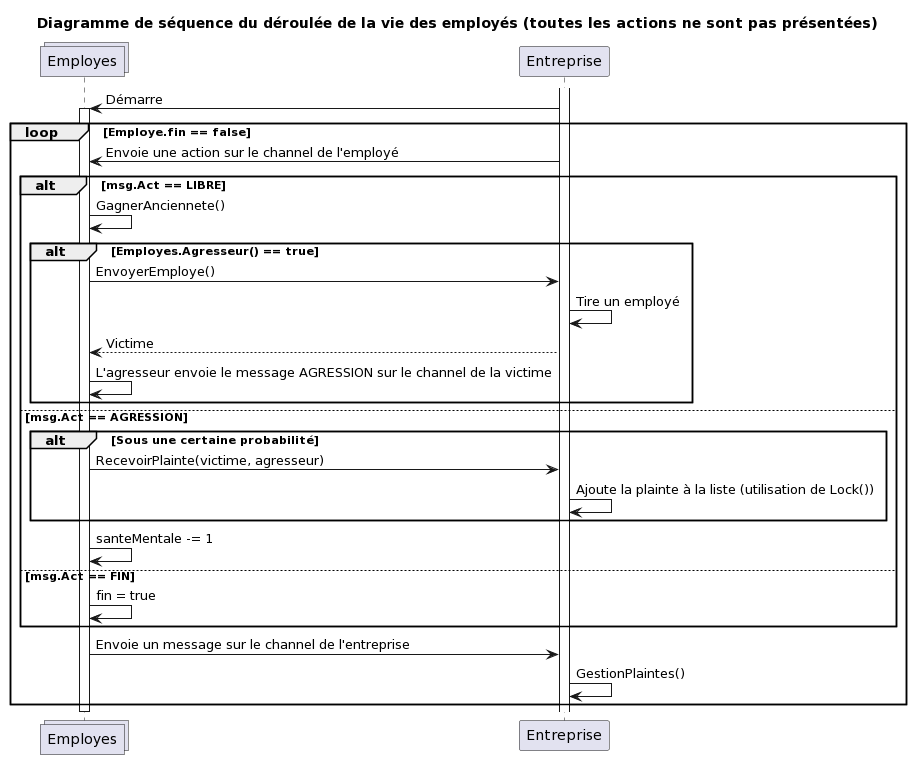 Diagramme de séquence du déroulée de la vie des employés (toutes les actions ne sont pas présentées)
Employes
Entreprise
Démarre
loop
[Employe.fin == false]
Envoie une action sur le channel de l'employé
alt
[msg.Act == LIBRE]
GagnerAnciennete()
alt
[Employes.Agresseur() == true]
EnvoyerEmploye()
Tire un employé
Victime
L'agresseur envoie le message AGRESSION sur le channel de la victime
[msg.Act == AGRESSION]
alt
[Sous une certaine probabilité]
RecevoirPlainte(victime, agresseur)
Ajoute la plainte à la liste (utilisation de Lock())
santeMentale -= 1
[msg.Act == FIN]
fin = true
Envoie un message sur le channel de l'entreprise
GestionPlaintes()
Employes
Entreprise